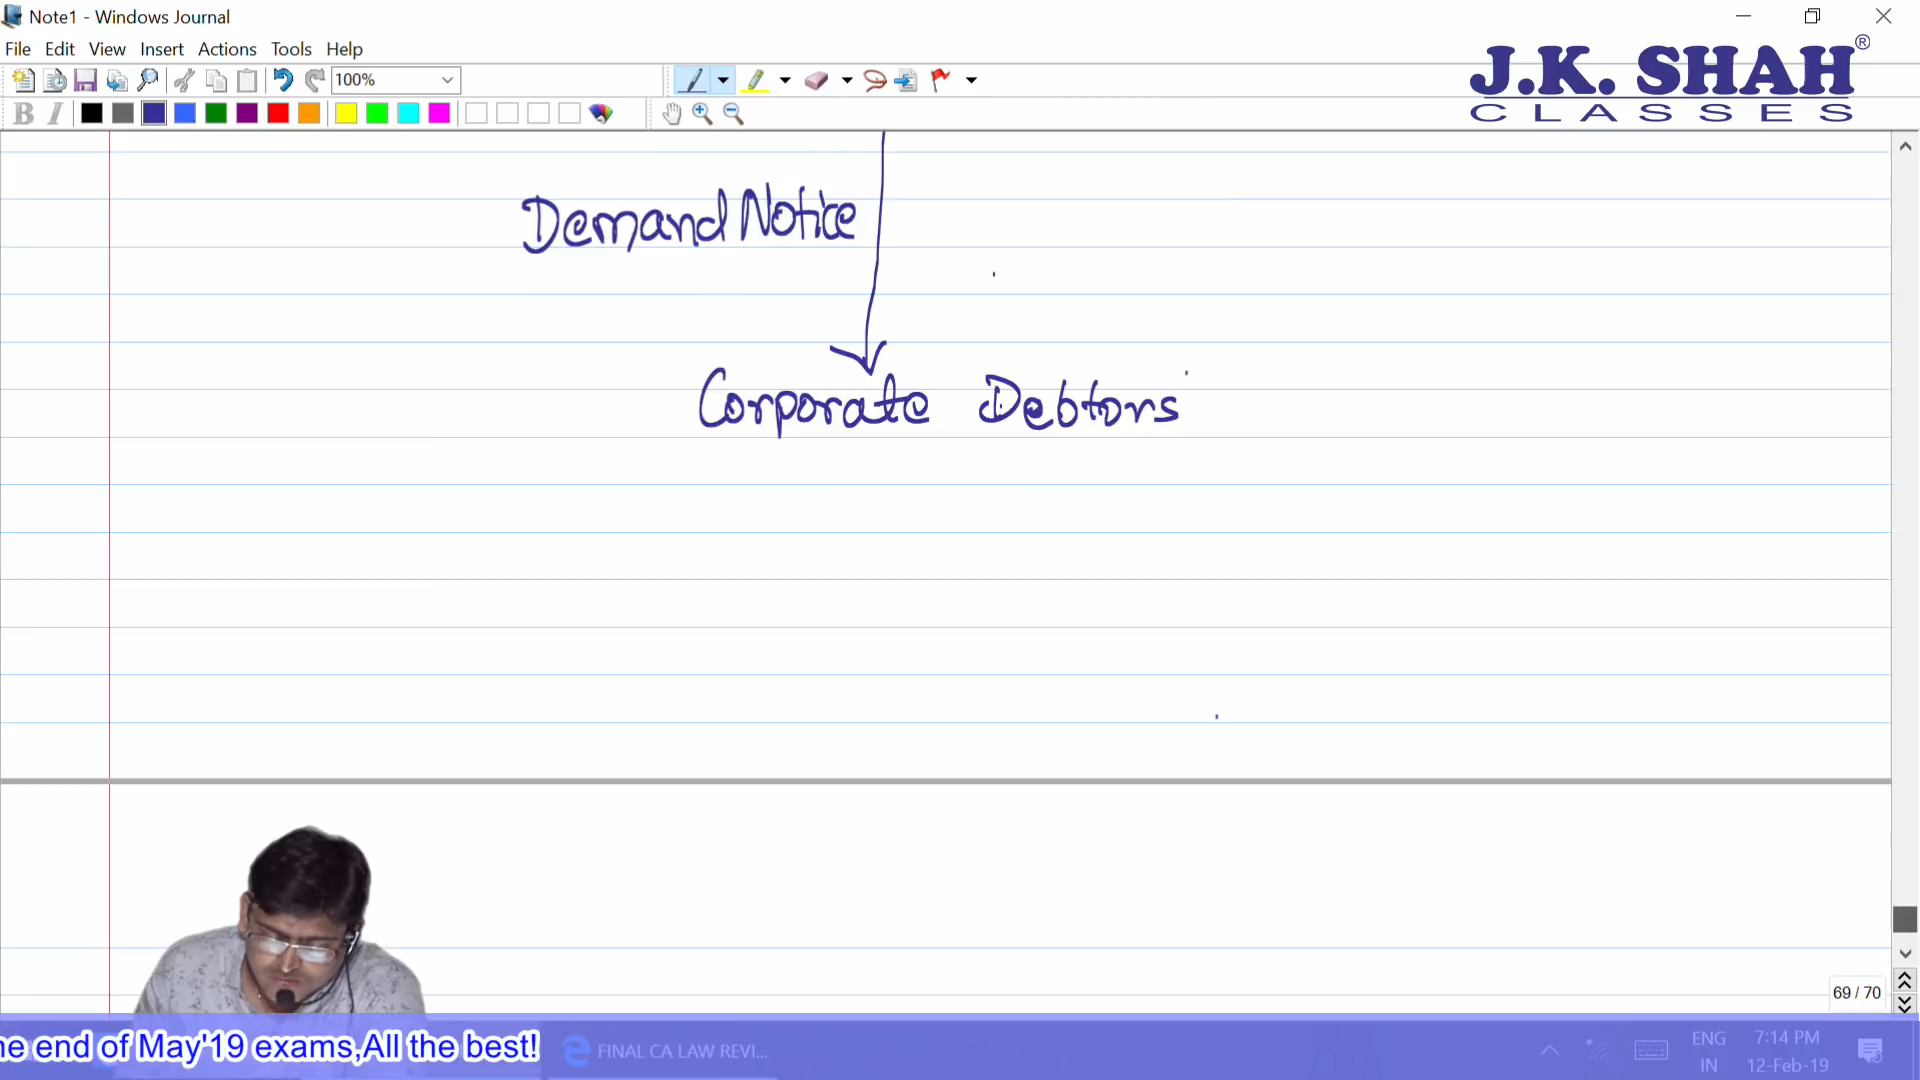 Note1 - Windows Journal
File Edit View Insert Actions Tools Help
J.K. SHAH®
CLASSES
100%
B I
Demand Notice
Corporate Debtors
69 / 70
he end of May'19 exams,All the best!
FINAL CA LAW REVI...
ENG
IN
7:14 PM
12-Feb-19